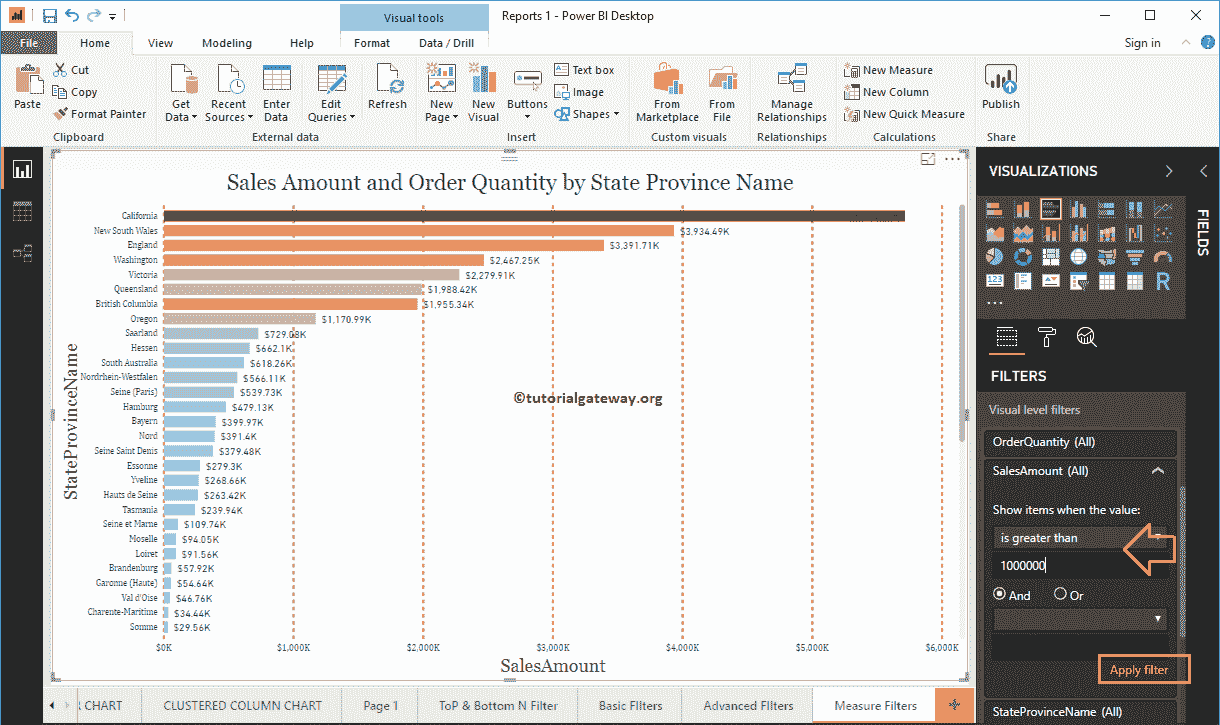 Visual tools
Reports 1 - Power BI Desktop
File
Home
View
Modeling
Help
Format
Data / Drill
Sign in
Paste
Cut
Copy
Format Painter
Get Data
Recent Sources
Enter Data
Edit Queries
Refresh
New Page
New Visual
Buttons
Text box
Image
Shapes
From Marketplace
From File
Manage Relationships
New Measure
New Column
New Quick Measure
Publish
Clipboard
External data
Insert
Custom visuals
Relationships
Calculations
Share
Sales Amount and Order Quantity by State Province Name
StateProvinceName
California
New South Wales $3,934.49K
England $3,391.71K
Washington $2,467.25K
Victoria $2,279.91K
Queensland $1,988.42K
British Columbia $1,955.34K
Oregon $1,170.99K
Saarland $729.08K
Hessen $662.1K
South Australia $618.26K
Nordrhein-Westfalen $566.11K
Seine (Paris) $539.73K
Hamburg $479.13K
Bayern $399.97K
Nord $391.4K
Seine Saint Denis $379.48K
Essonne $279.3K
Yveline $268.66K
Hauts de Seine $263.42K
Tasmania $239.94K
Seine et Marne $109.74K
Moselle $94.05K
Loiret $91.56K
Brandenburg $57.92K
Garonne (Haute) $54.64K
Val d'Oise $46.76K
Charente-Maritime $34.44K
Somme $29.56K
$0K $1,000K $2,000K $3,000K $4,000K $5,000K $6,000K
SalesAmount
©tutorialgateway.org
VISUALIZATIONS
FIELDS
123
R
FILTERS
Visual level filters
OrderQuantity (All)
SalesAmount (All)
Show items when the value:
is greater than
1000000
And Or
Apply filter
StateProvinceName (All)
R CHART
CLUSTERED COLUMN CHART
Page 1
ToP & Bottom N Filter
Basic FIlters
Advanced FIlters
Measure Filters